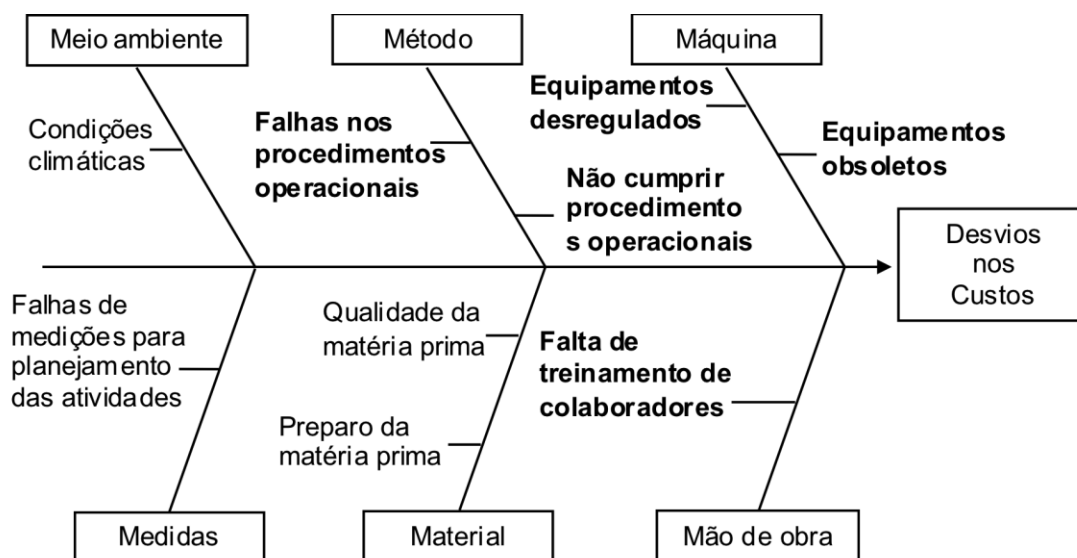 Meio ambiente
Método
Máquina
Condições
climáticas
Falhas nos
procedimentos
operacionais
Equipamentos
desregulados
Não cumprir
procedimento
s operacionais
Equipamentos
obsoletos
Desvios
nos
Custos
Falhas de
medições para
planejamento
das atividades
Qualidade da
matéria prima
Preparo da
matéria prima
Falta de
treinamento de
colaboradores
Medidas
Material
Mão de obra